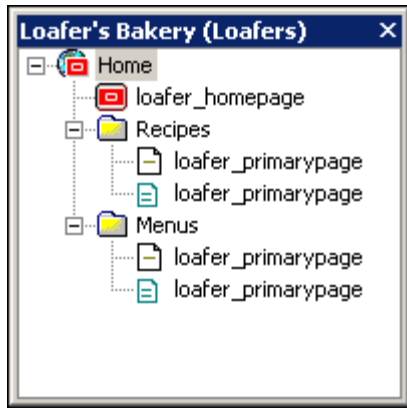 Loafer's Bakery (Loafers)
Home
loafer_homepage
Recipes
loafer_primarypage
loafer_primarypage
Menus
loafer_primarypage
loafer_primarypage